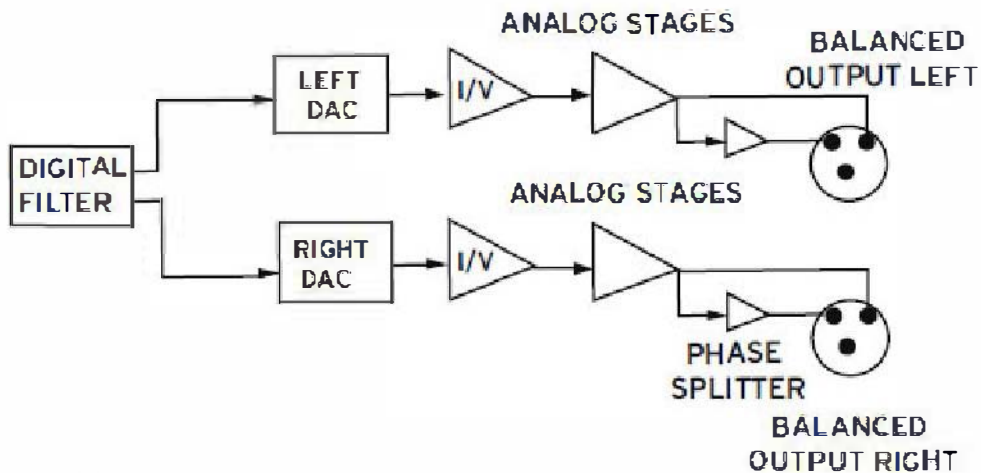 ANALOG STAGES
BALANCED
OUTPUT LEFT
LEFT
DAC
I/V
DIGITAL
FILTER
ANALOG STAGES
RIGHT
DAC
I/V
PHASE
SPLITTER
BALANCED
OUTPUT RIGHT